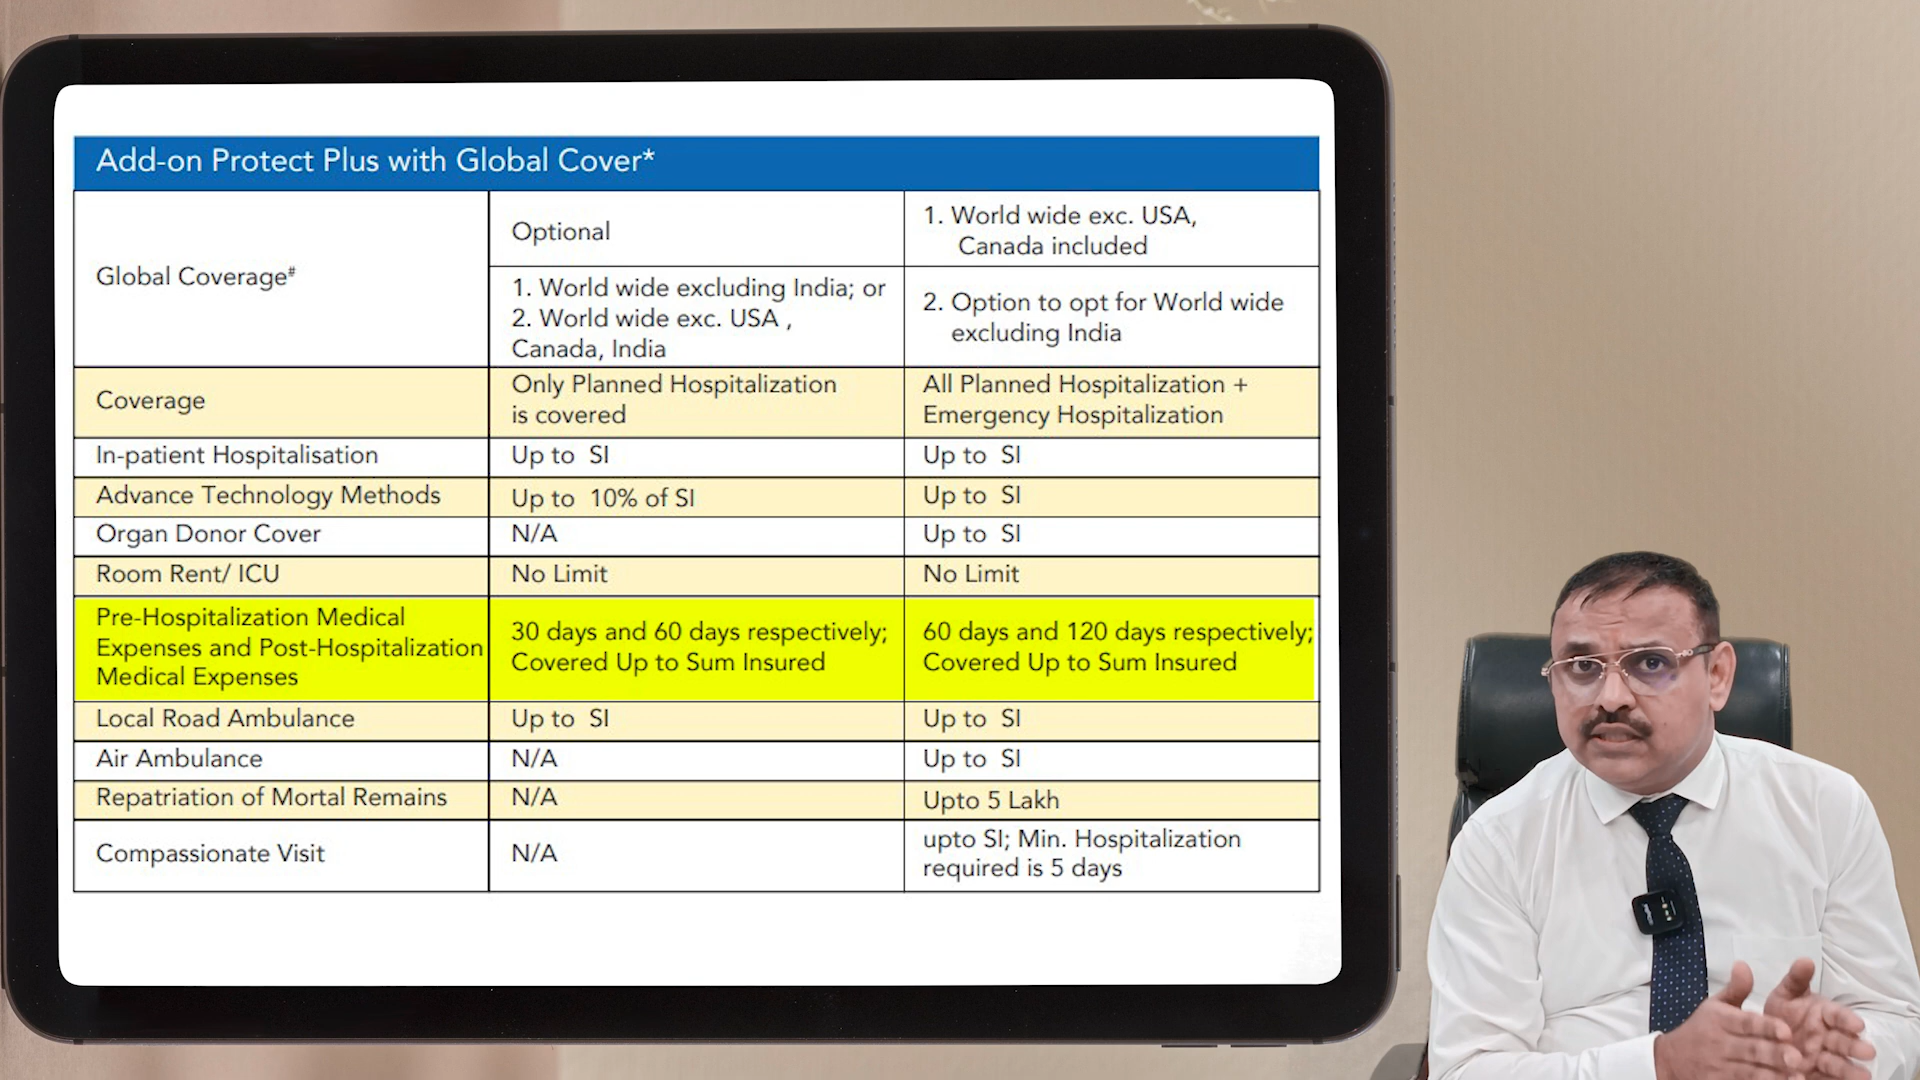 Add-on Protect Plus with Global Cover*
Global Coverage#
Optional
1. World wide exc. USA,
Canada included
1. World wide excluding India; or
2. World wide exc. USA ,
Canada, India
2. Option to opt for World wide
excluding India
Coverage
Only Planned Hospitalization
is covered
All Planned Hospitalization +
Emergency Hospitalization
In-patient Hospitalisation
Up to SI
Up to SI
Advance Technology Methods
Up to 10% of SI
Up to SI
Organ Donor Cover
N/A
Up to SI
Room Rent/ ICU
No Limit
No Limit
Pre-Hospitalization Medical
Expenses and Post-Hospitalization
Medical Expenses
30 days and 60 days respectively;
Covered Up to Sum Insured
60 days and 120 days respectively;
Covered Up to Sum Insured
Local Road Ambulance
Up to SI
Up to SI
Air Ambulance
N/A
Up to SI
Repatriation of Mortal Remains
N/A
Upto 5 Lakh
Compassionate Visit
N/A
upto SI; Min. Hospitalization
required is 5 days